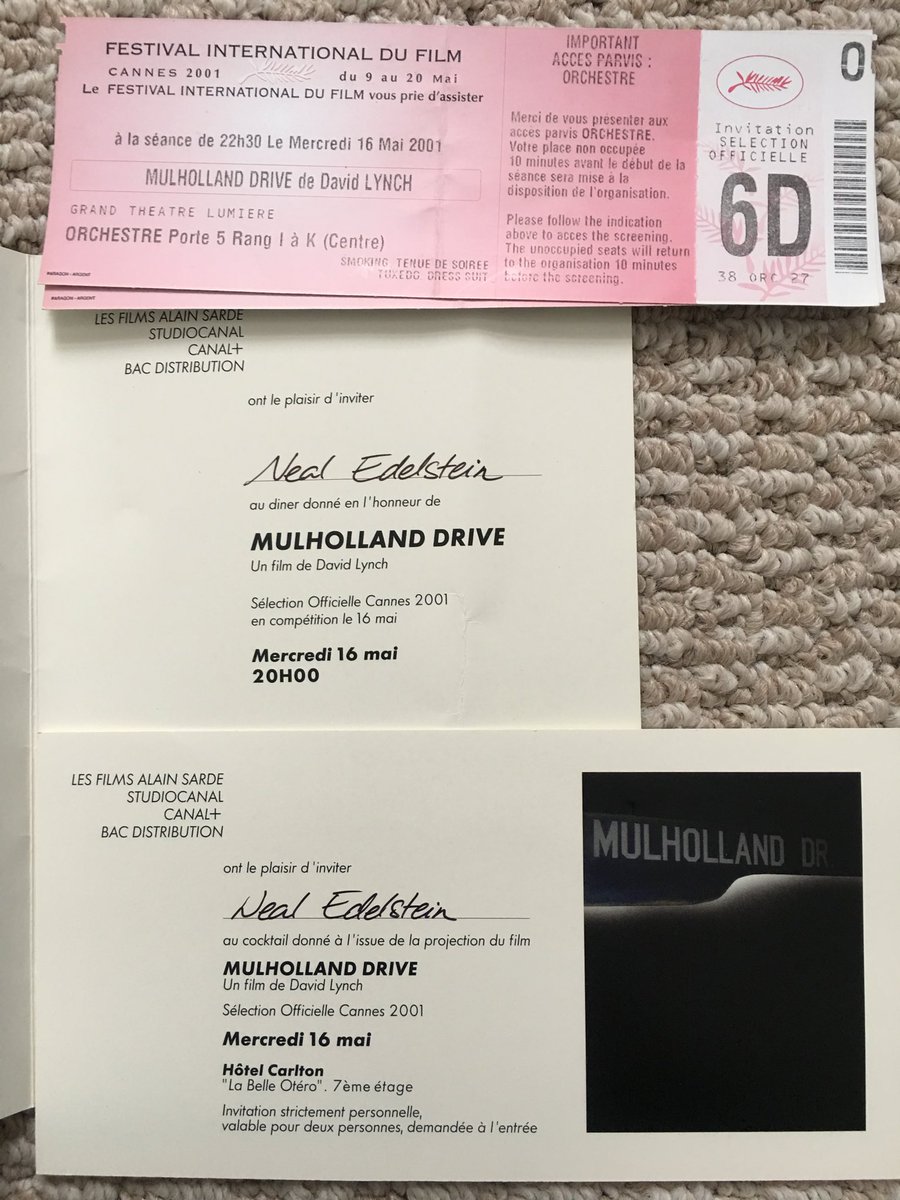 FESTIVAL INTERNATIONAL DU FILM
CANNES 2001 du 9 au 20 Mai
Le FESTIVAL INTERNATIONAL DU FILM vous prie d'assister
à la séance de 22h30 Le Mercredi 16 Mai 2001
MULHOLLAND DRIVE de David LYNCH
GRAND THEATRE LUMIERE
ORCHESTRE Porte 5 Rang I à K (Centre)
SMOKING TENUE DE SOIREE
TUXEDO DRESS SUIT
PARAGON - ARGENT
PARAGON - ARGENT
IMPORTANT
ACCES PARVIS :
ORCHESTRE
Merci de vous présenter aux
accès parvis ORCHESTRE.
Votre place non occupée
10 minutes avant le début de la
séance sera mise à la
disposition de l'organisation.
Please follow the indication
above to acces the screening.
The unoccupied seats will return
to the organisation 10 minutes
before the screening.
Invitation
SELECTION
OFFICIELLE
6D
38 ORC 27
LES FILMS ALAIN SARDE
STUDIOCANAL
CANAL+
BAC DISTRIBUTION
ont le plaisir d'inviter
Neal Edelstein
au diner donné en l'honneur de
MULHOLLAND DRIVE
Un film de David Lynch
Sélection Officielle Cannes 2001
en compétition le 16 mai
Mercredi 16 mai
20H00
LES FILMS ALAIN SARDE
STUDIOCANAL
CANAL+
BAC DISTRIBUTION
ont le plaisir d'inviter
Neal Edelstein
au cocktail donné à l'issue de la projection du film
MULHOLLAND DRIVE
Un film de David Lynch
Sélection Officielle Cannes 2001
Mercredi 16 mai
Hôtel Carlton
"La Belle Otéro". 7ème étage
Invitation strictement personnelle,
valable pour deux personnes, demandée à l'entrée
MULHOLLAND DR